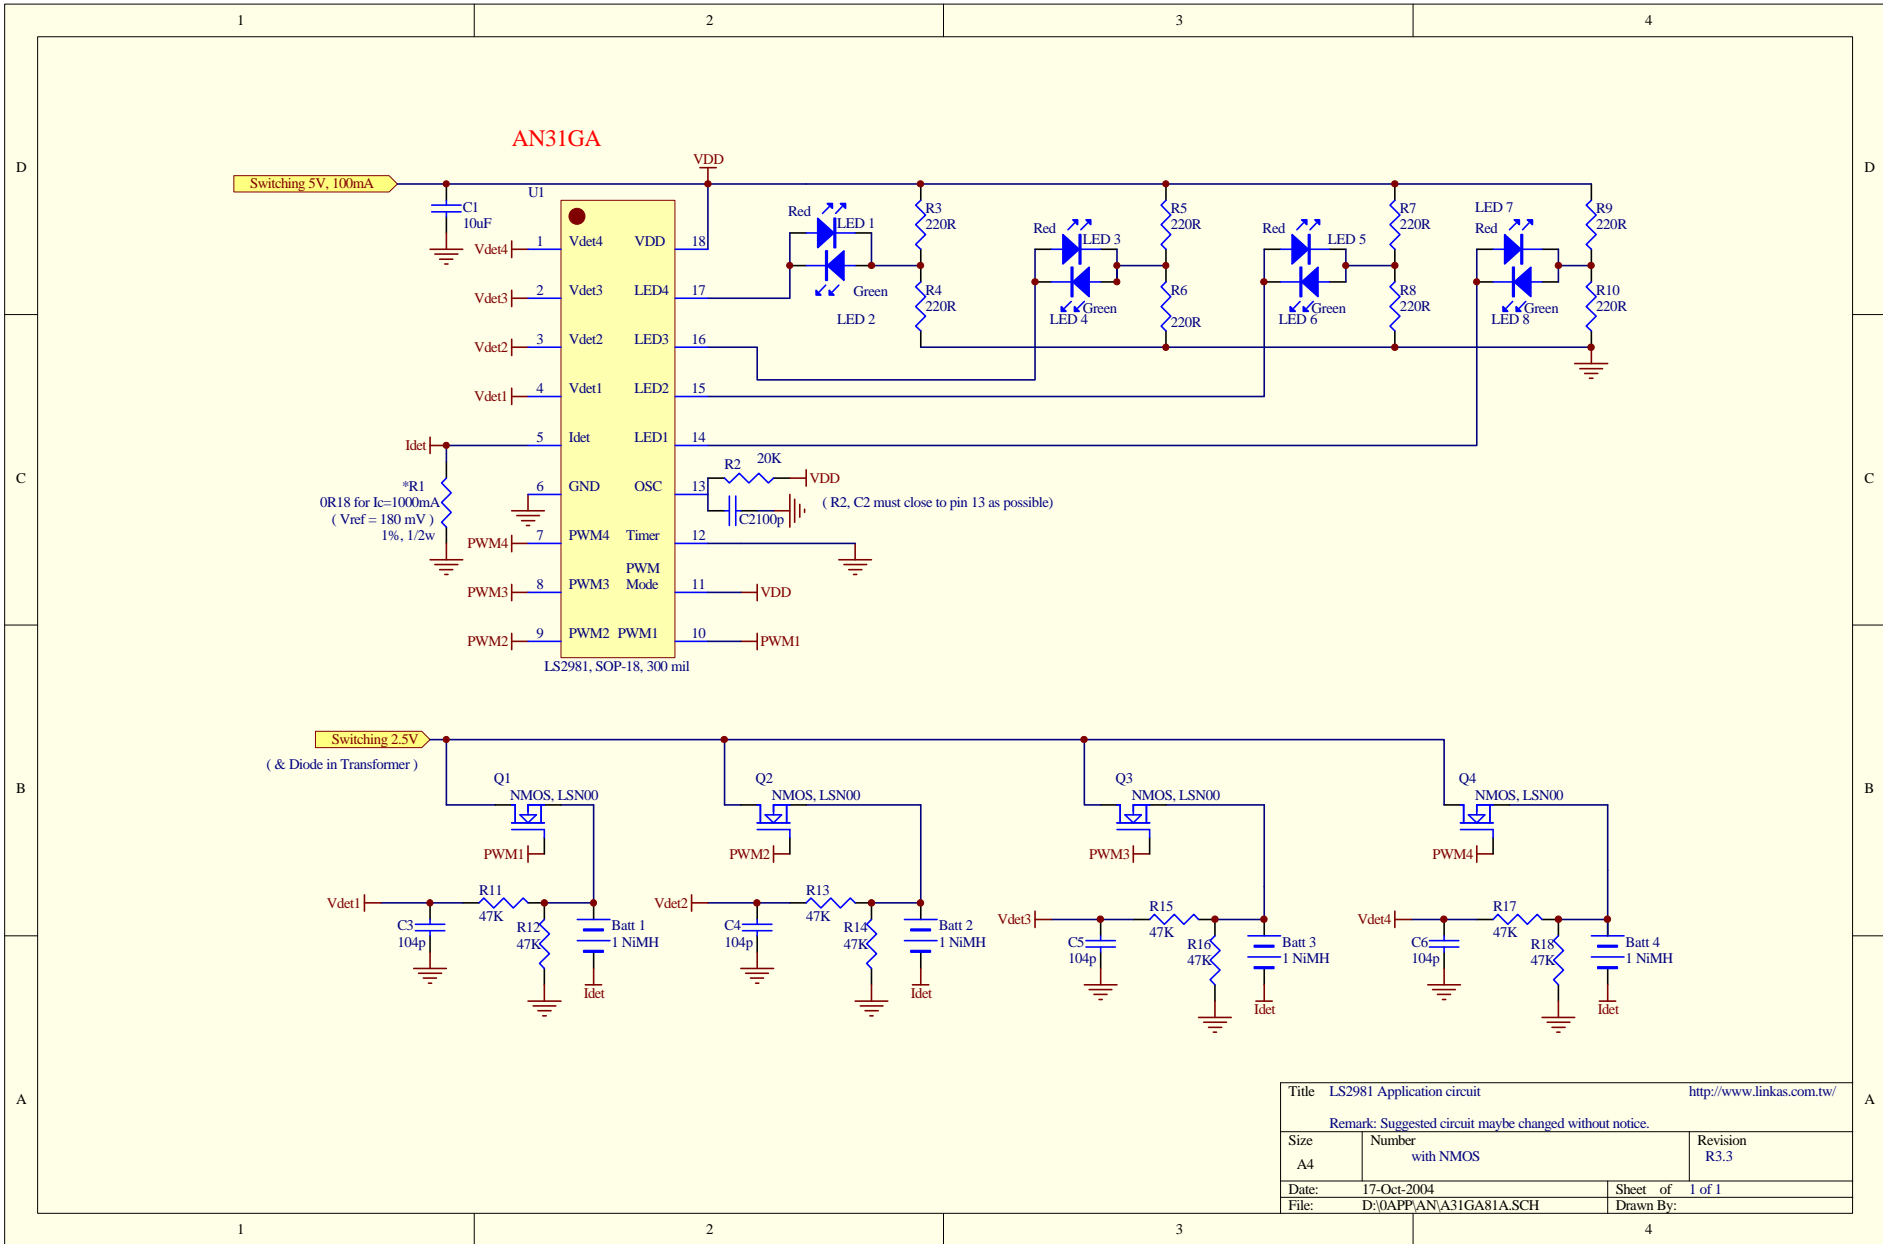 1 2 3 4
D D
C C
B B
A A
AN31GA
VDD
Switching 5V, 100mA
U1
C1
10uF
Vdet4 1 Vdet4 VDD 18
Vdet3 2 Vdet3 LED4 17
Vdet2 3 Vdet2 LED3 16
Vdet1 4 Vdet1 LED2 15
Idet 5 Idet LED1 14
6 GND OSC 13
PWM4 7 PWM4 Timer 12
PWM3 8 PWM3 PWM Mode 11 VDD
PWM2 9 PWM2 PWM1 10 PWM1
LS2981, SOP-18, 300 mil
*R1
0R18 for Ic=1000mA
( Vref = 180 mV )
1%, 1/2w
R2 20K
VDD
C2 100p
( R2, C2 must close to pin 13 as possible)
Red
LED 1
Green
LED 2
R3
220R
R4
220R
Red
LED 3
Green
LED 4
R5
220R
R6
220R
Red
LED 5
Green
LED 6
R7
220R
R8
220R
LED 7
Red
Green
LED 8
R9
220R
R10
220R
Switching 2.5V
( & Diode in Transformer )
Q1
NMOS, LSN00
PWM1
Vdet1
R11
47K
C3
104p
R12
47K
Batt 1
1 NiMH
Idet
Q2
NMOS, LSN00
PWM2
Vdet2
R13
47K
C4
104p
R14
47K
Batt 2
1 NiMH
Idet
Q3
NMOS, LSN00
PWM3
Vdet3
R15
47K
C5
104p
R16
47K
Batt 3
1 NiMH
Idet
Q4
NMOS, LSN00
PWM4
Vdet4
R17
47K
C6
104p
R18
47K
Batt 4
1 NiMH
Idet
Title LS2981 Application circuit http://www.linkas.com.tw/
Remark: Suggested circuit maybe changed without notice.
Size Number Revision
A4 with NMOS R3.3
Date: 17-Oct-2004 Sheet of 1 of 1
File: D:\0APP\AN\A31GA81A.SCH Drawn By:
1 2 3 4